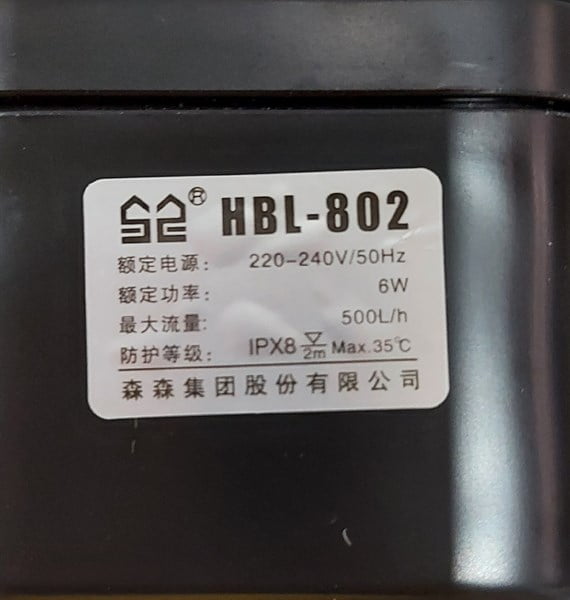 ® HBL-802
额定电源: 220-240V/50Hz
额定功率: 6W
最大流量: 500L/h
防护等级: IPX8 2m Max.35℃
森森集团股份有限公司